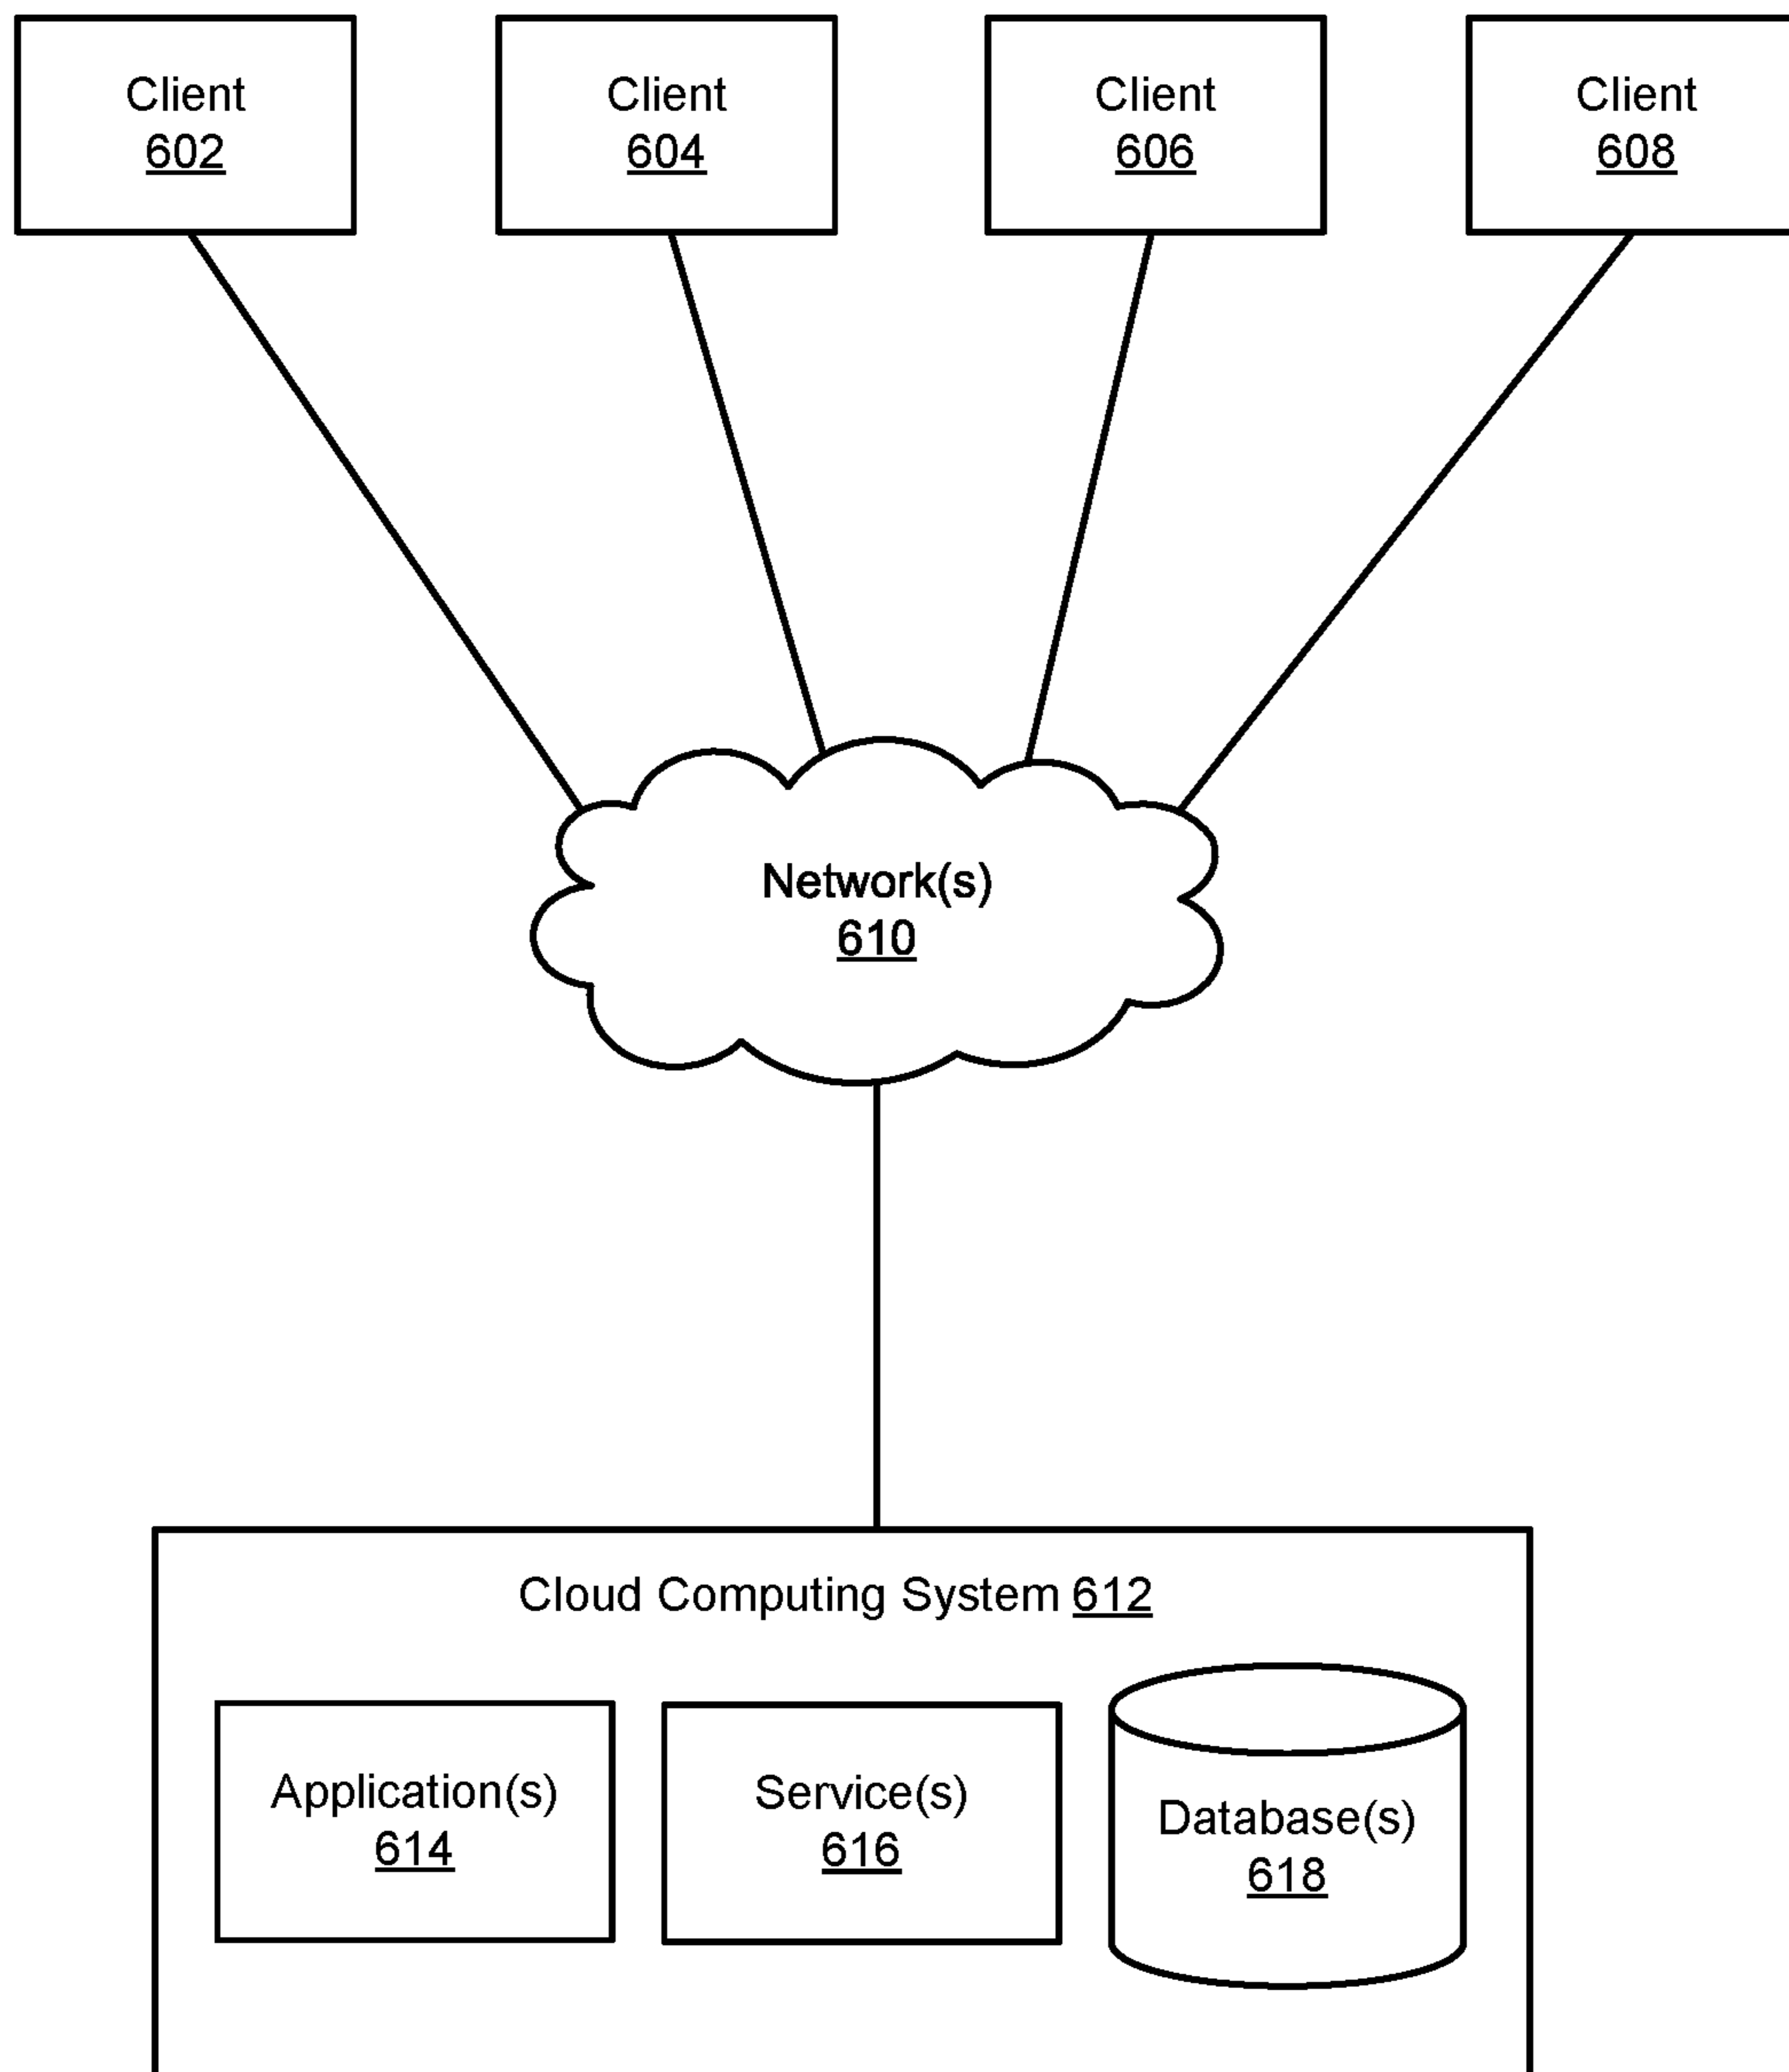 Client
602
Client
604
Client
606
Client
608
Network(s)
610
Cloud Computing System 612
Application(s)
614
Service(s)
616
Database(s)
618